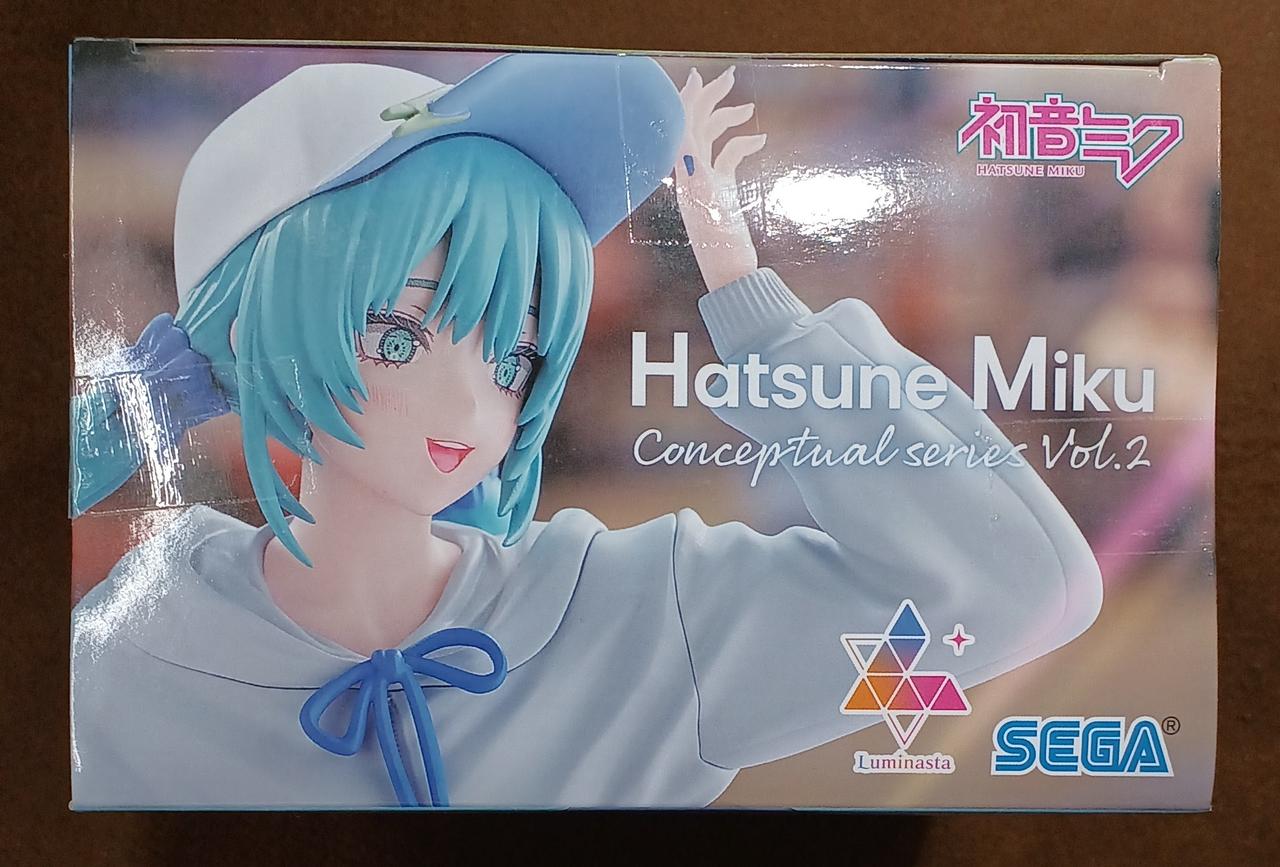 初音ミク
HATSUNE MIKU
Hatsune Miku
Conceptual series Vol.2
Luminasta
SEGA®